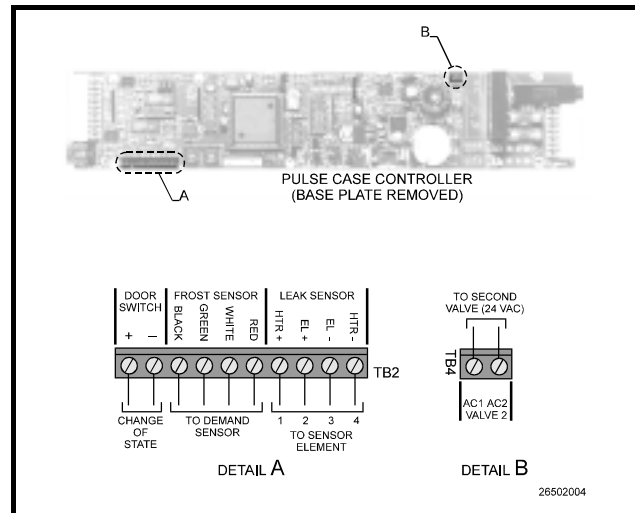 B
A
PULSE CASE CONTROLLER
(BASE PLATE REMOVED)
DOOR
SWITCH
FROST SENSOR
LEAK SENSOR
+
–
BLACK
GREEN
WHITE
RED
HTR +
EL +
EL -
HTR -
TB2
CHANGE
OF
STATE
TO DEMAND
SENSOR
1 2 3 4
TO SENSOR
ELEMENT
DETAIL A
TO SECOND
VALVE (24 VAC)
TB4
AC1 AC2
VALVE 2
DETAIL B
26502004